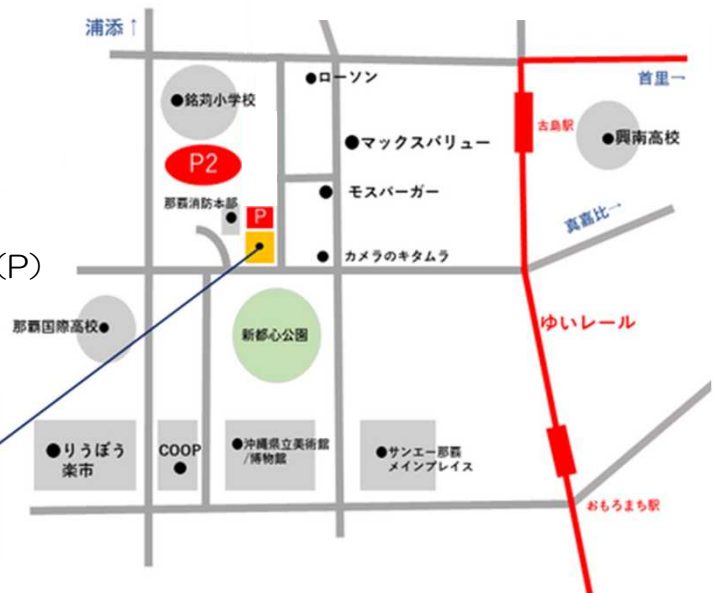 浦添↑
ローソン
首里→
銘苅小学校
古島駅
興南高校
マックスバリュー
P2
モスバーガー
那覇消防本部
P
真嘉比→
(P)
カメラのキタムラ
那覇国際高校
新都心公園
ゆいレール
りうぼう
楽市
COOP
沖縄県立美術館
/博物館
サンエー那覇
メインプレイス
おもろまち駅